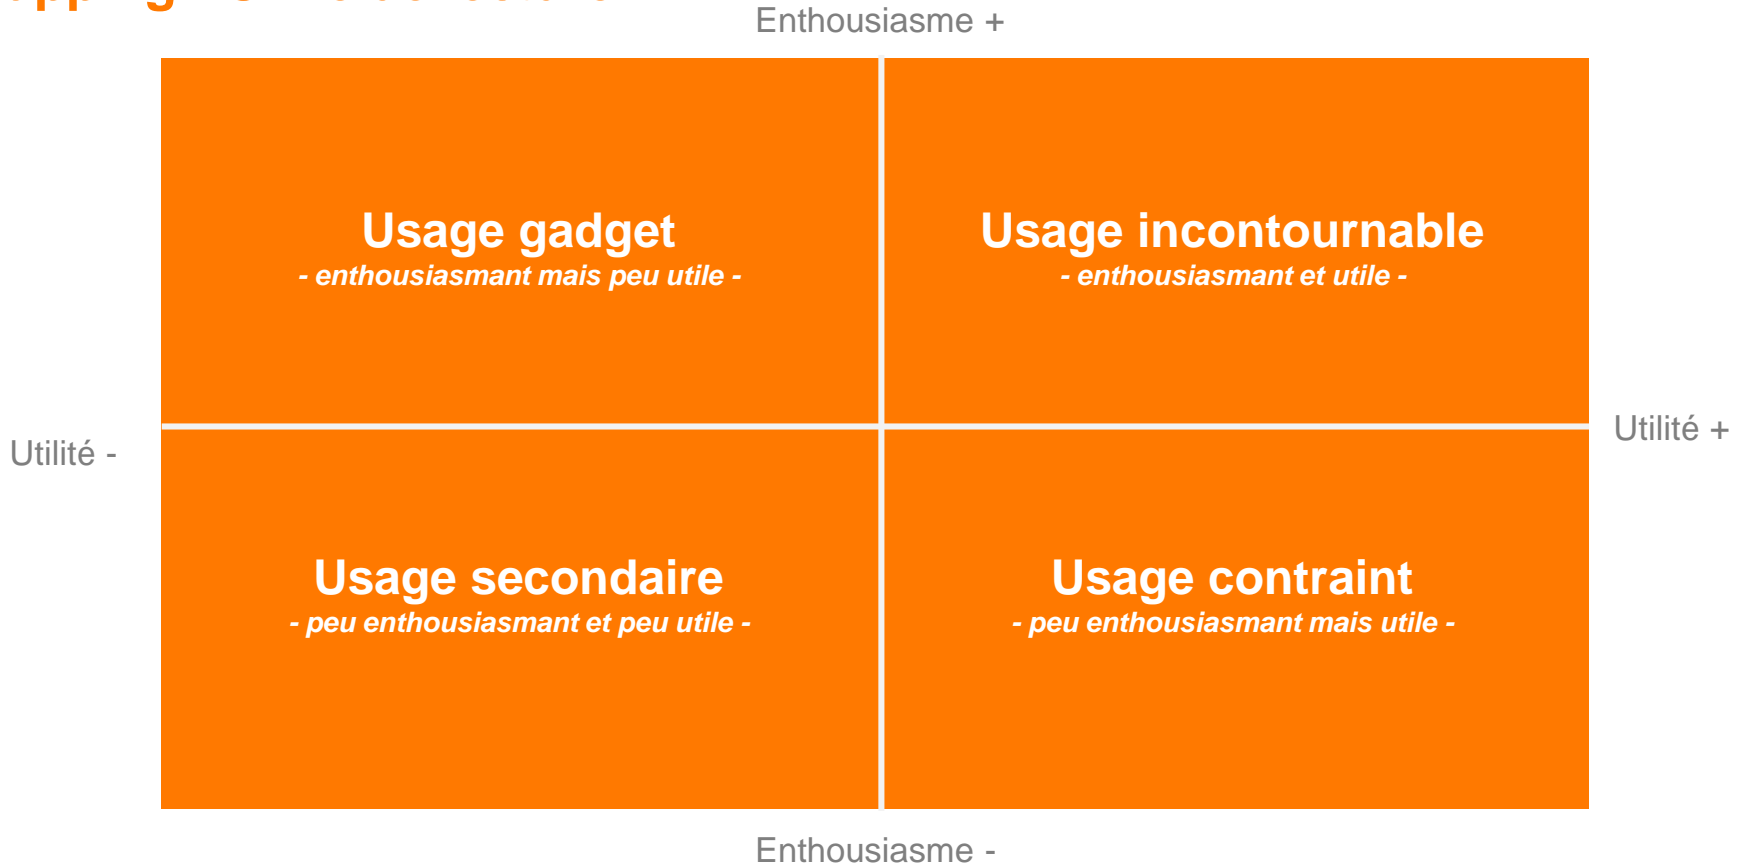 Enthousiasme +
Usage gadget
- enthousiasmant mais peu utile -
Usage incontournable
- enthousiasmant et utile -
Utilité -
Utilité +
Usage secondaire
- peu enthousiasmant et peu utile -
Usage contraint
- peu enthousiasmant mais utile -
Enthousiasme -